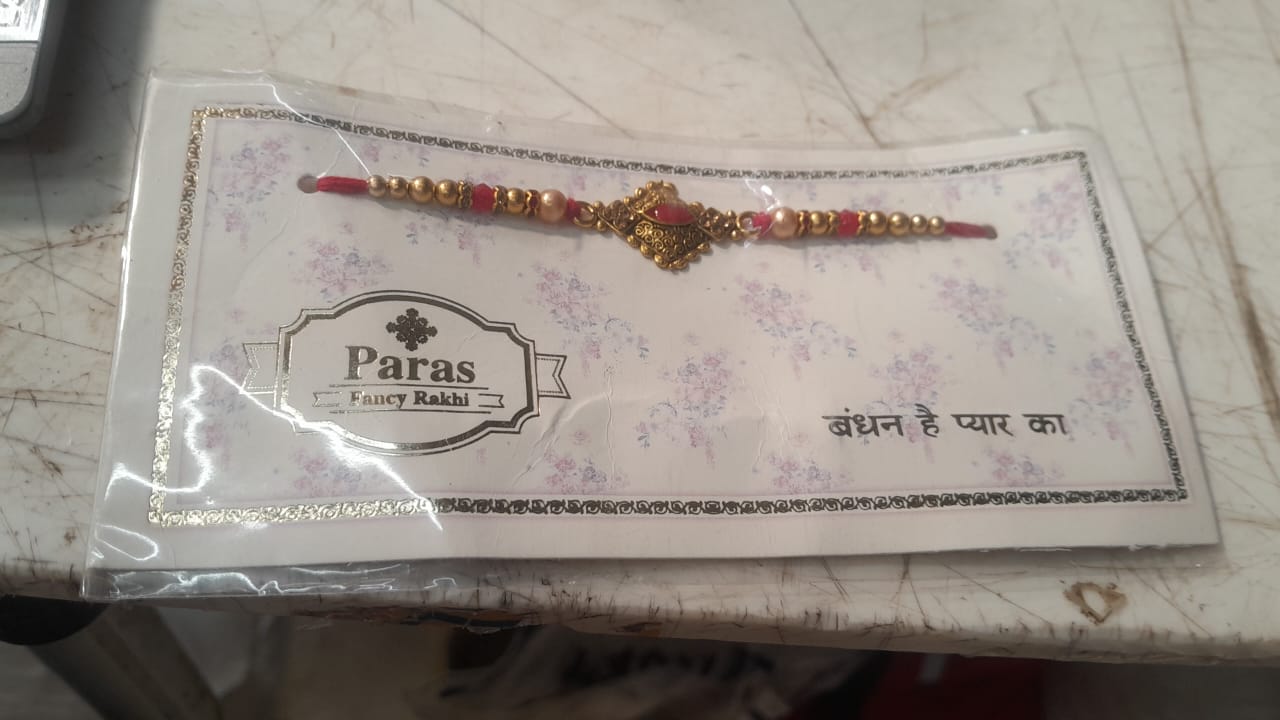 Paras
Fancy Rakhi
बंधन है प्यार का